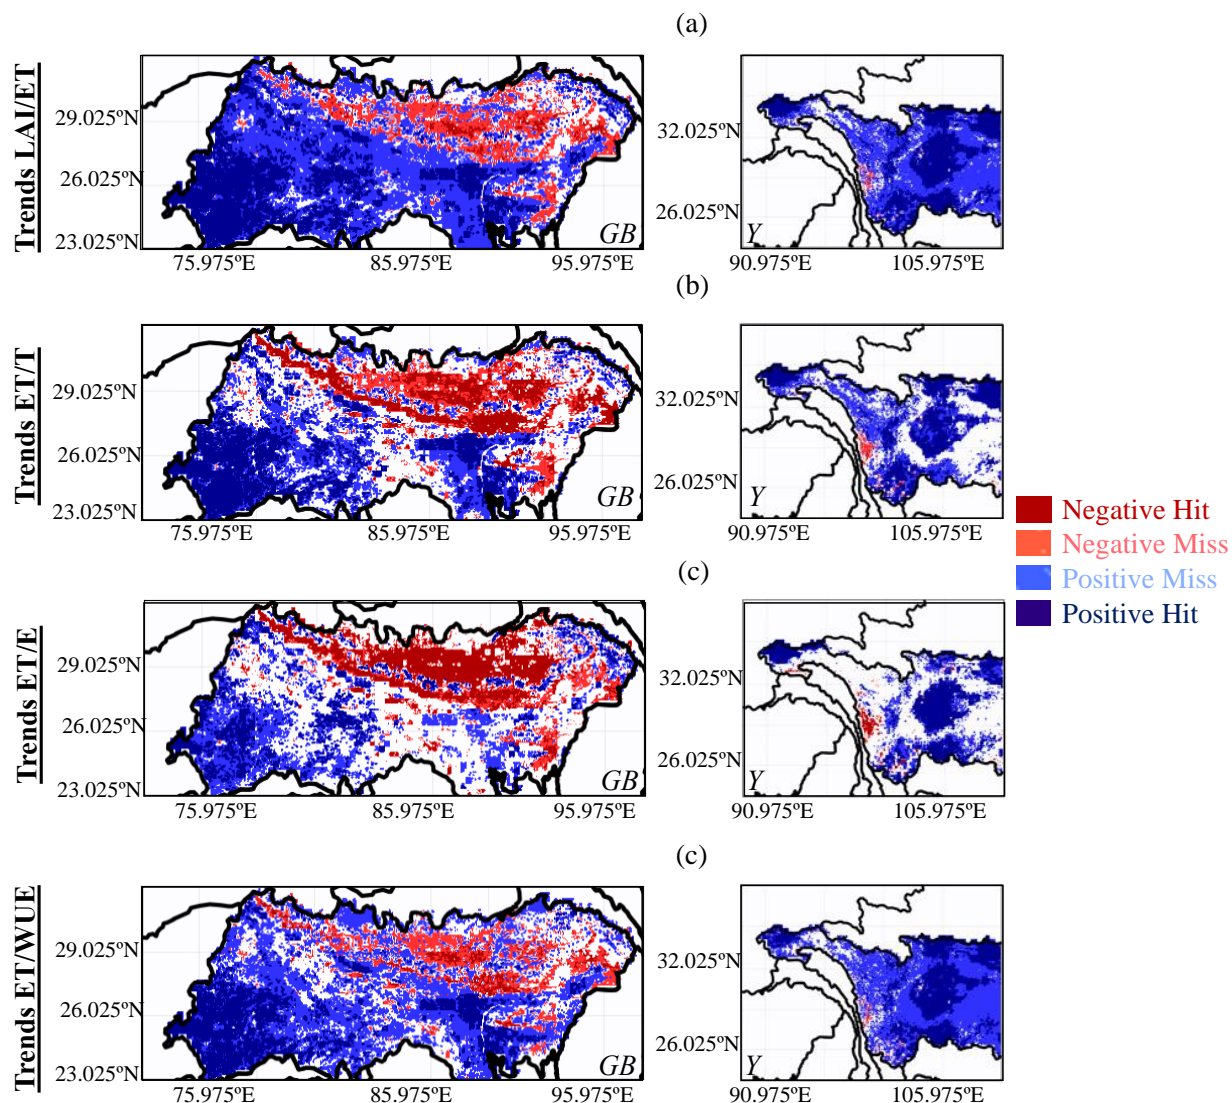 (a)
Trends LAI/ET
29.025ºN
26.025ºN
23.025ºN
GB
75.975ºE
85.975ºE
95.975ºE
32.025ºN
26.025ºN
Y
90.975ºE
105.975ºE
(b)
Trends ET/T
29.025ºN
26.025ºN
23.025ºN
GB
75.975ºE
85.975ºE
95.975ºE
32.025ºN
26.025ºN
Y
90.975ºE
105.975ºE
Negative Hit
Negative Miss
Positive Miss
Positive Hit
(c)
Trends ET/E
29.025ºN
26.025ºN
23.025ºN
GB
75.975ºE
85.975ºE
95.975ºE
32.025ºN
26.025ºN
Y
90.975ºE
105.975ºE
(c)
Trends ET/WUE
29.025ºN
26.025ºN
23.025ºN
GB
75.975ºE
85.975ºE
95.975ºE
32.025ºN
26.025ºN
Y
90.975ºE
105.975ºE